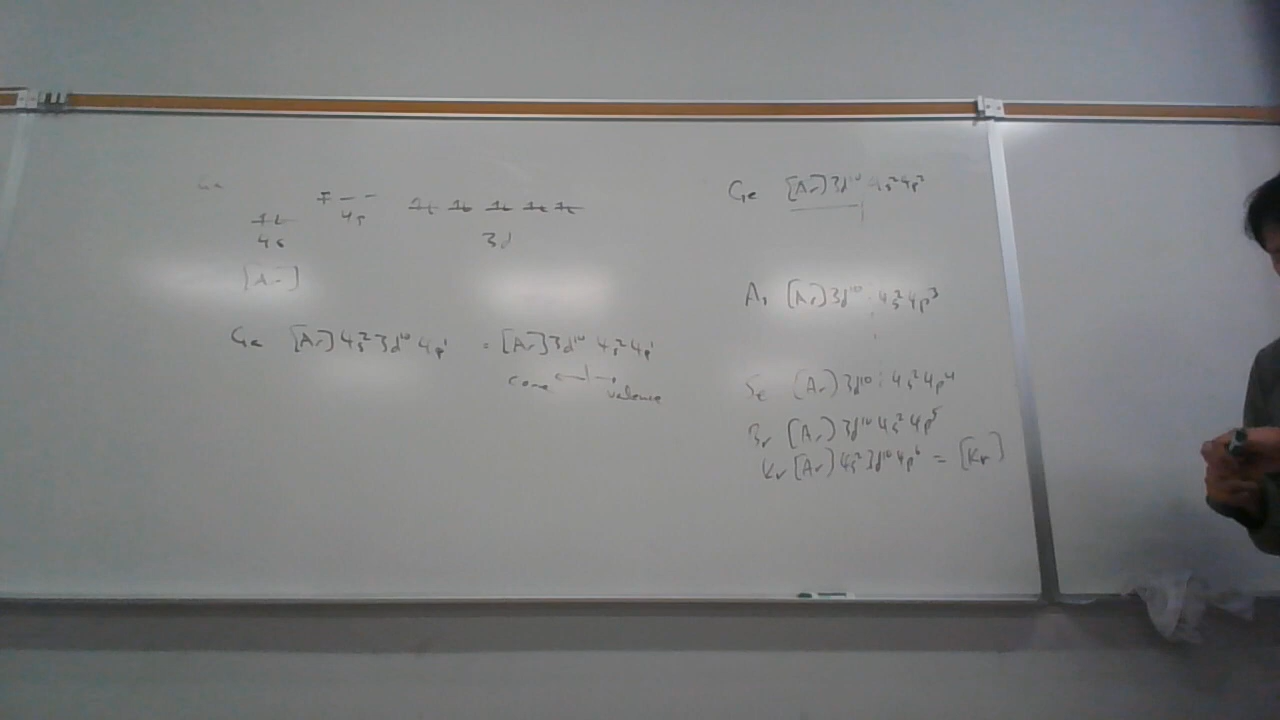 Ga
4s
4p
3d
[Ar]
Ga [Ar] 4s² 3d¹⁰ 4p¹ = [Ar] 3d¹⁰ 4s² 4p¹
core valence
Ge [Ar] 3d¹⁰ 4s² 4p²
As [Ar] 3d¹⁰ 4s² 4p³
Se [Ar] 3d¹⁰ 4s² 4p⁴
Br [Ar] 3d¹⁰ 4s² 4p⁵
Kr [Ar] 4s² 3d¹⁰ 4p⁶ = [Kr]